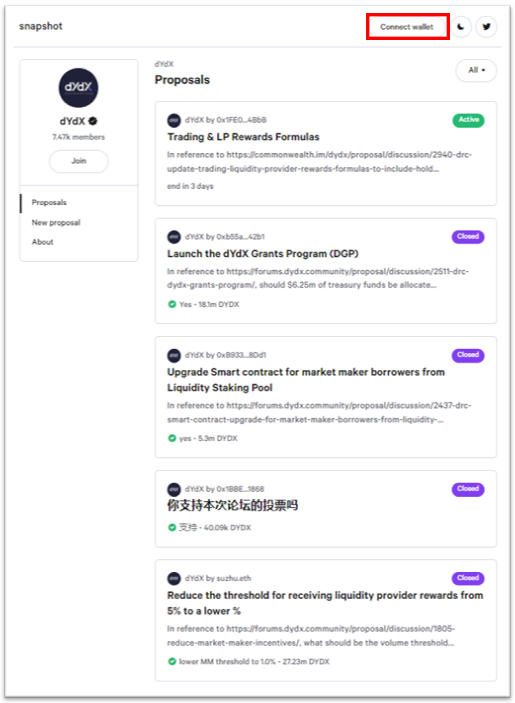 snapshot
Connect wallet
dYdX
7.47k members
Join
Proposals
New proposal
About
dYdX
Proposals
All
dYdX by 0x1FE0...4BbB
Active
Trading & LP Rewards Formulas
In reference to https://commonwealth.im/dydx/proposal/discussion/2940-drc-
update-trading-liquidity-provider-rewards-formulas-to-include-hold...
end in 3 days
dYdX by 0xb55a...42b1
Closed
Launch the dYdX Grants Program (DGP)
In reference to https://forums.dydx.community/proposal/discussion/2511-drc-
dydx-grants-program/, should $6.25m of treasury funds be allocate...
Yes - 18.1m DYDX
dYdX by 0xB933...8Dd1
Closed
Upgrade Smart contract for market maker borrowers from
Liquidity Staking Pool
In reference to https://forums.dydx.community/proposal/discussion/2437-drc-
smart-contract-upgrade-for-market-maker-borrowers-from-liquidity-...
yes - 5.3m DYDX
dYdX by 0x1BBE...1868
Closed
你支持本次论坛的投票吗
支持 - 40.09k DYDX
dYdX by suzhu.eth
Closed
Reduce the threshold for receiving liquidity provider rewards from
5% to a lower %
In reference to https://forums.dydx.community/proposal/discussion/1805-
reduce-market-maker-incentives/, what should be the volume threshold...
lower MM threshold to 1.0% - 27.23m DYDX